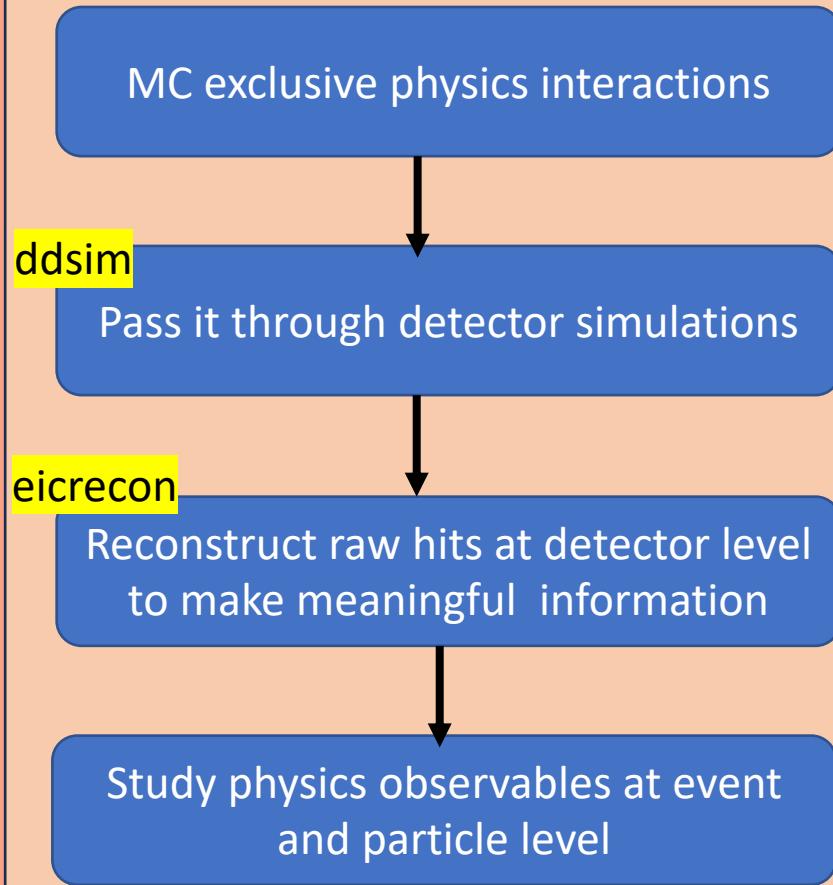 MC exclusive physics interactions
ddsim
Pass it through detector simulations
eicrecon
Reconstruct raw hits at detector level
to make meaningful  information
Study physics observables at event
and particle level